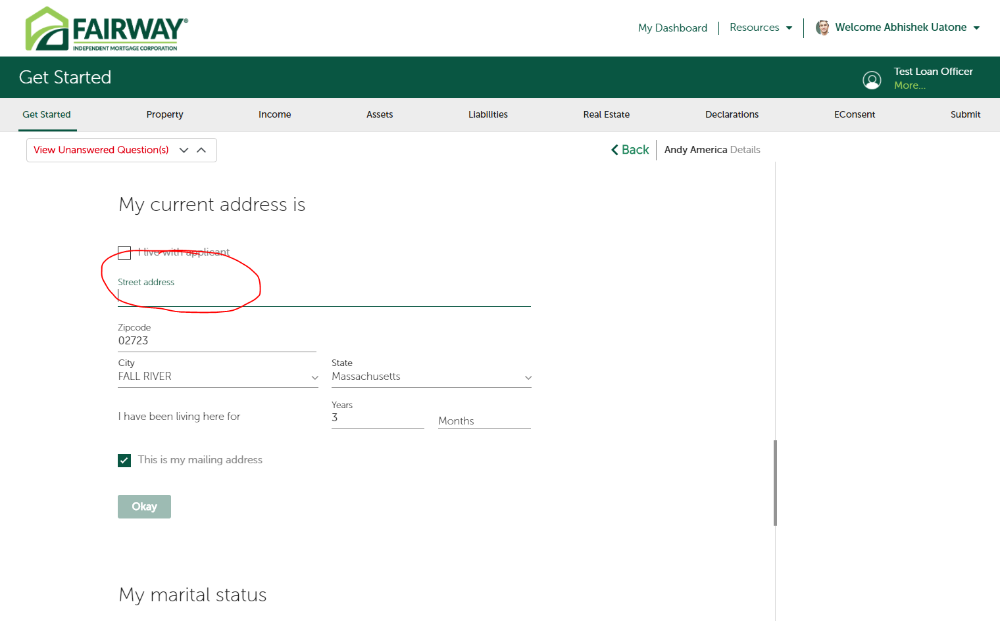 FAIRWAY®
INDEPENDENT MORTGAGE CORPORATION
My Dashboard
Resources
Welcome Abhishek Uatone
Get Started
Test Loan Officer
More...
Get Started
Property
Income
Assets
Liabilities
Real Estate
Declarations
EConsent
Submit
View Unanswered Question(s)
Back
Andy America Details
My current address is
I live with applicant
Street address
Zipcode
02723
City
State
FALL RIVER
Massachusetts
I have been living here for
Years
3
Months
This is my mailing address
Okay
My marital status